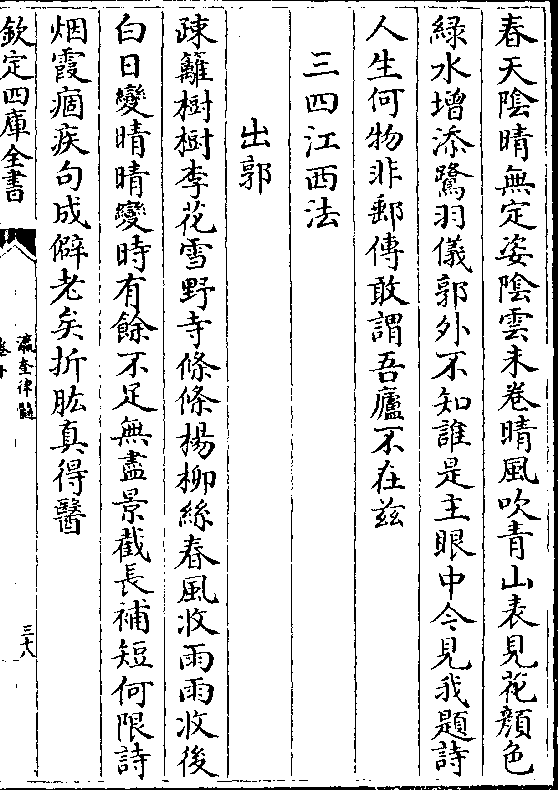 春天陰晴無定姿陰雲未卷晴風吹青山表見花顔色
緑水增添鷺羽儀郭外不知誰是主眼中今見我題詩
人生何物非郵傳敢謂吾廬不在兹
三四江西法
出郭
疎籬樹樹李花雪野寺條條楊柳絲春風收雨雨收後
白日變晴晴變時有餘不足無盡景截長補短何限詩
烟霞痼疾句成僻老矣折肱真得醫
欽定四庫全書
瀛奎律髓
卷十
三十八